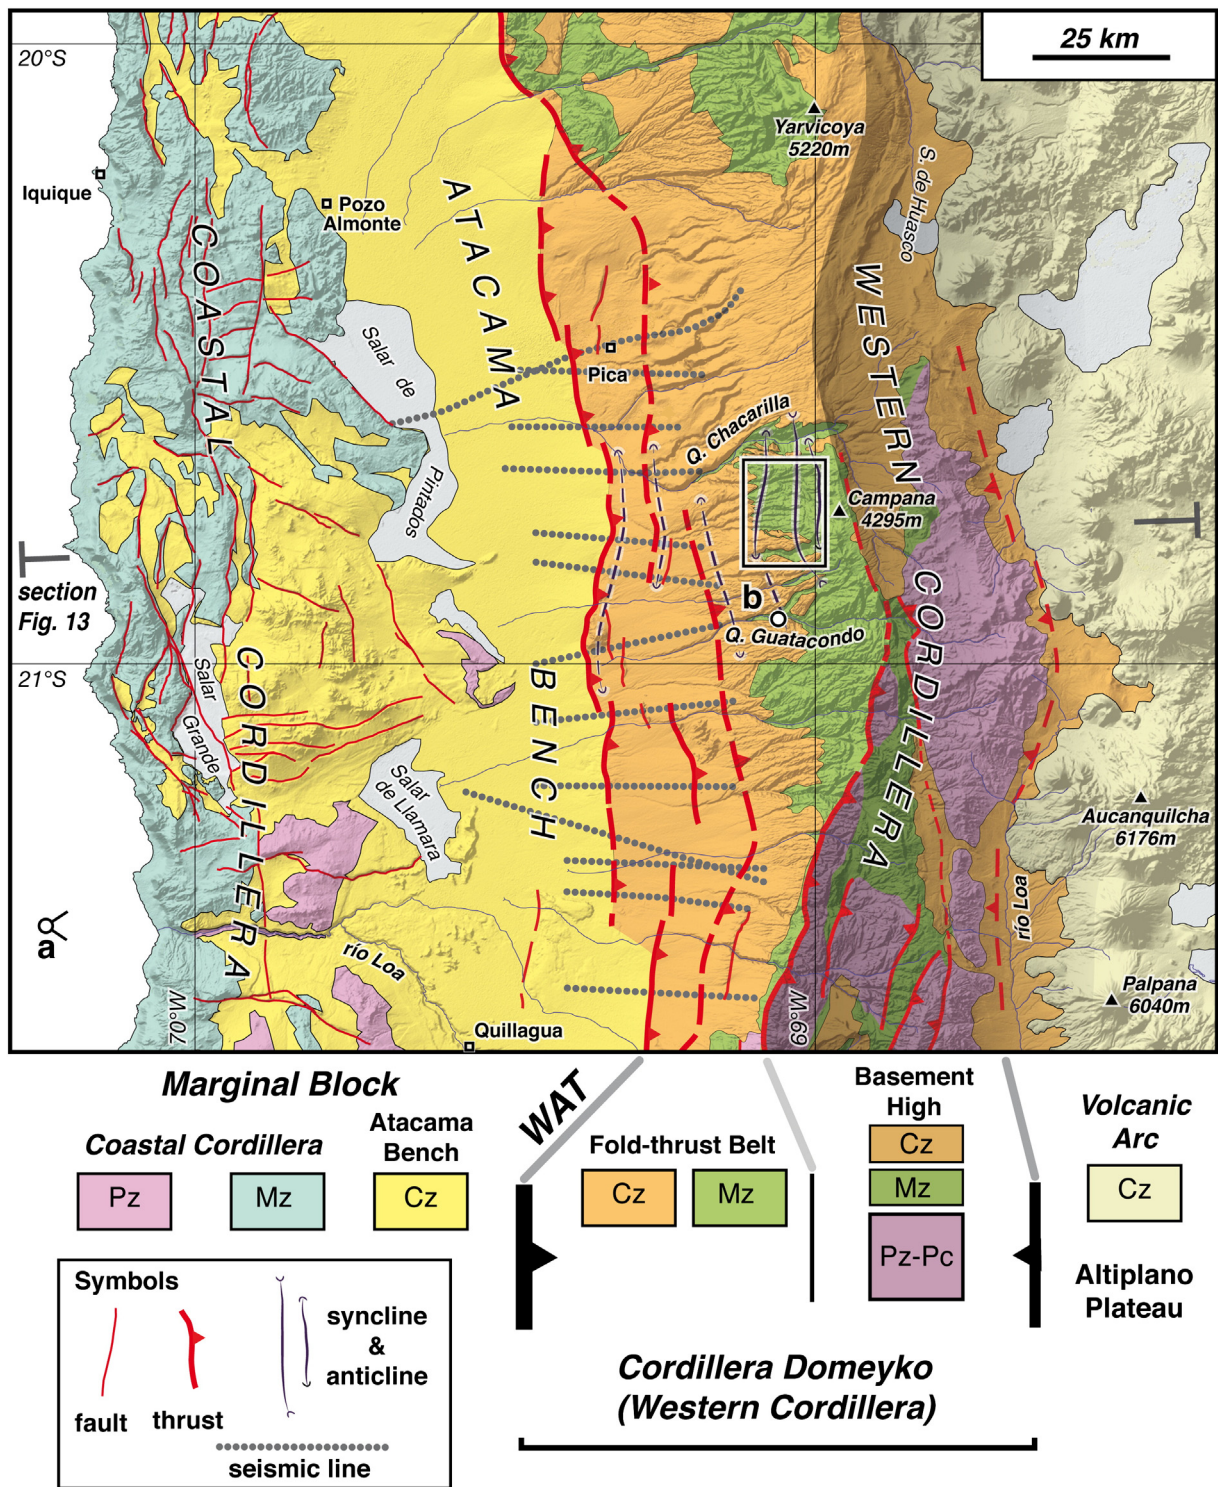 20°S
25 km
Yarvicoya
5220m
Iquique
Pozo
Almonte
S. de Huasco
COASTAL
ATACAMA
WESTERN
Salar de
Pica
Q. Chacarilla
Pintados
Campana
4295m
section
Fig. 13
b
Q. Guatacondo
CORDILLERA
21°S
Salar
Grande
CORDILLERA
BENCH
Salar
de Llamara
Aucanquilcha
6176m
a
río Loa
río Loa
70°W
69°W
Palpana
6040m
Quillagua
Marginal Block
Coastal Cordillera
Atacama
Bench
Pz
Mz
Cz
WAT
Fold-thrust Belt
Cz
Mz
Basement
High
Cz
Mz
Pz-Pc
Volcanic
Arc
Cz
Altiplano
Plateau
Symbols
syncline
&
anticline
fault
thrust
seismic line
Cordillera Domeyko
(Western Cordillera)